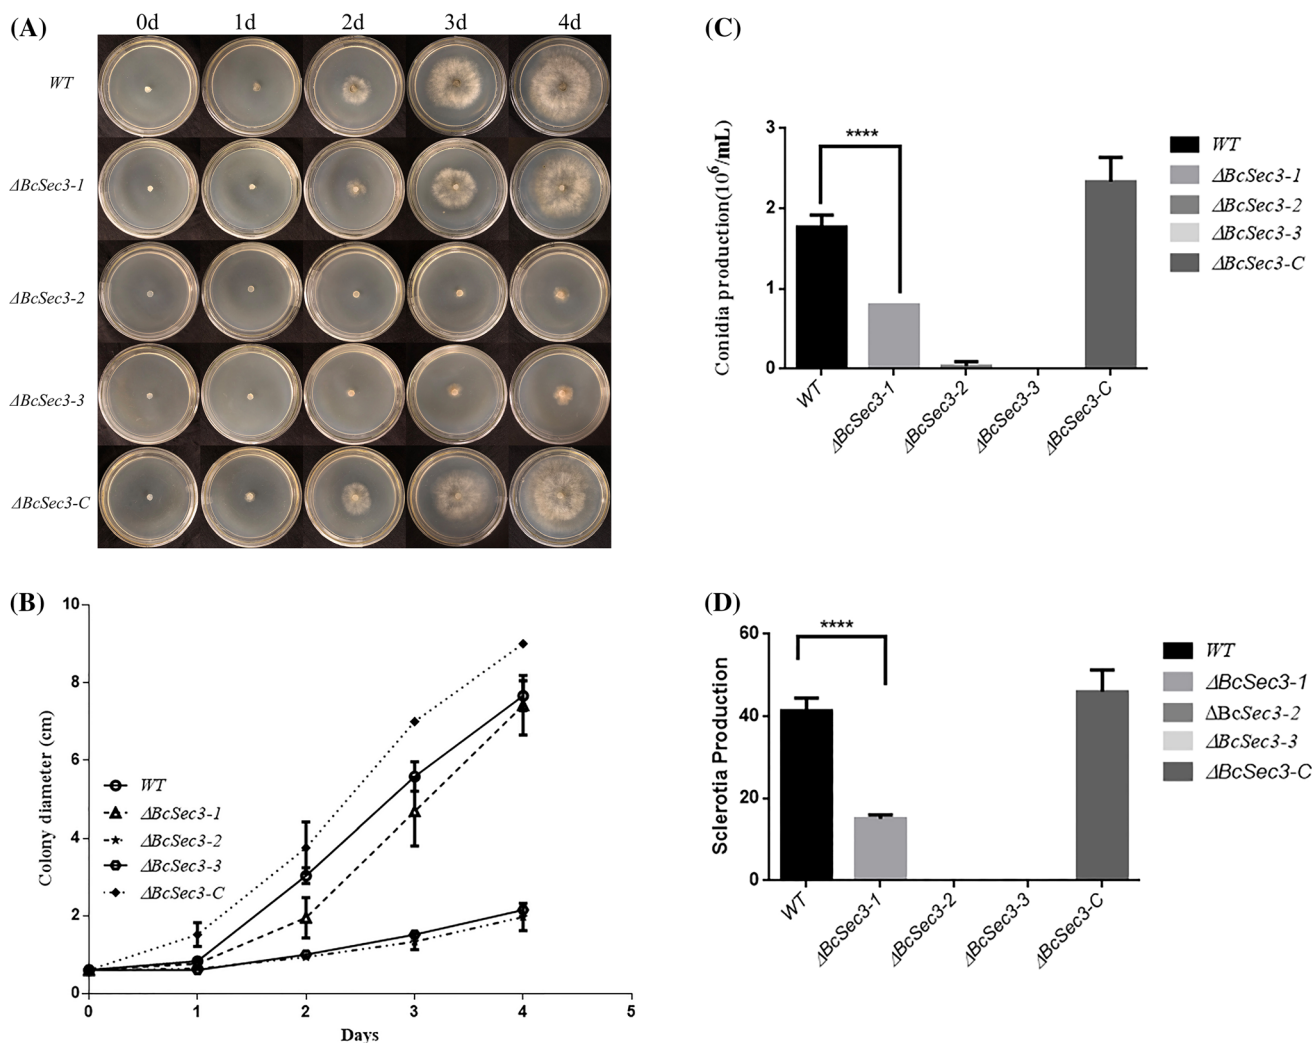 (A)
0d 1d 2d 3d 4d
WT
ΔBcSec3-1
ΔBcSec3-2
ΔBcSec3-3
ΔBcSec3-C
(B)
10
8
6
4
2
0
Colony diameter (cm)
WT
ΔBcSec3-1
ΔBcSec3-2
ΔBcSec3-3
ΔBcSec3-C
0 1 2 3 4 5
Days
(C)
3
2
1
0
Conidia production(10⁶/mL)
****
WT
ΔBcSec3-1
ΔBcSec3-2
ΔBcSec3-3
ΔBcSec3-C
WT
ΔBcSec3-1
ΔBcSec3-2
ΔBcSec3-3
ΔBcSec3-C
(D)
60
40
20
0
Sclerotia Production
****
WT
ΔBcSec3-1
ΔBcSec3-2
ΔBcSec3-3
ΔBcSec3-C
WT
ΔBcSec3-1
ΔBcSec3-2
ΔBcSec3-3
ΔBcSec3-C